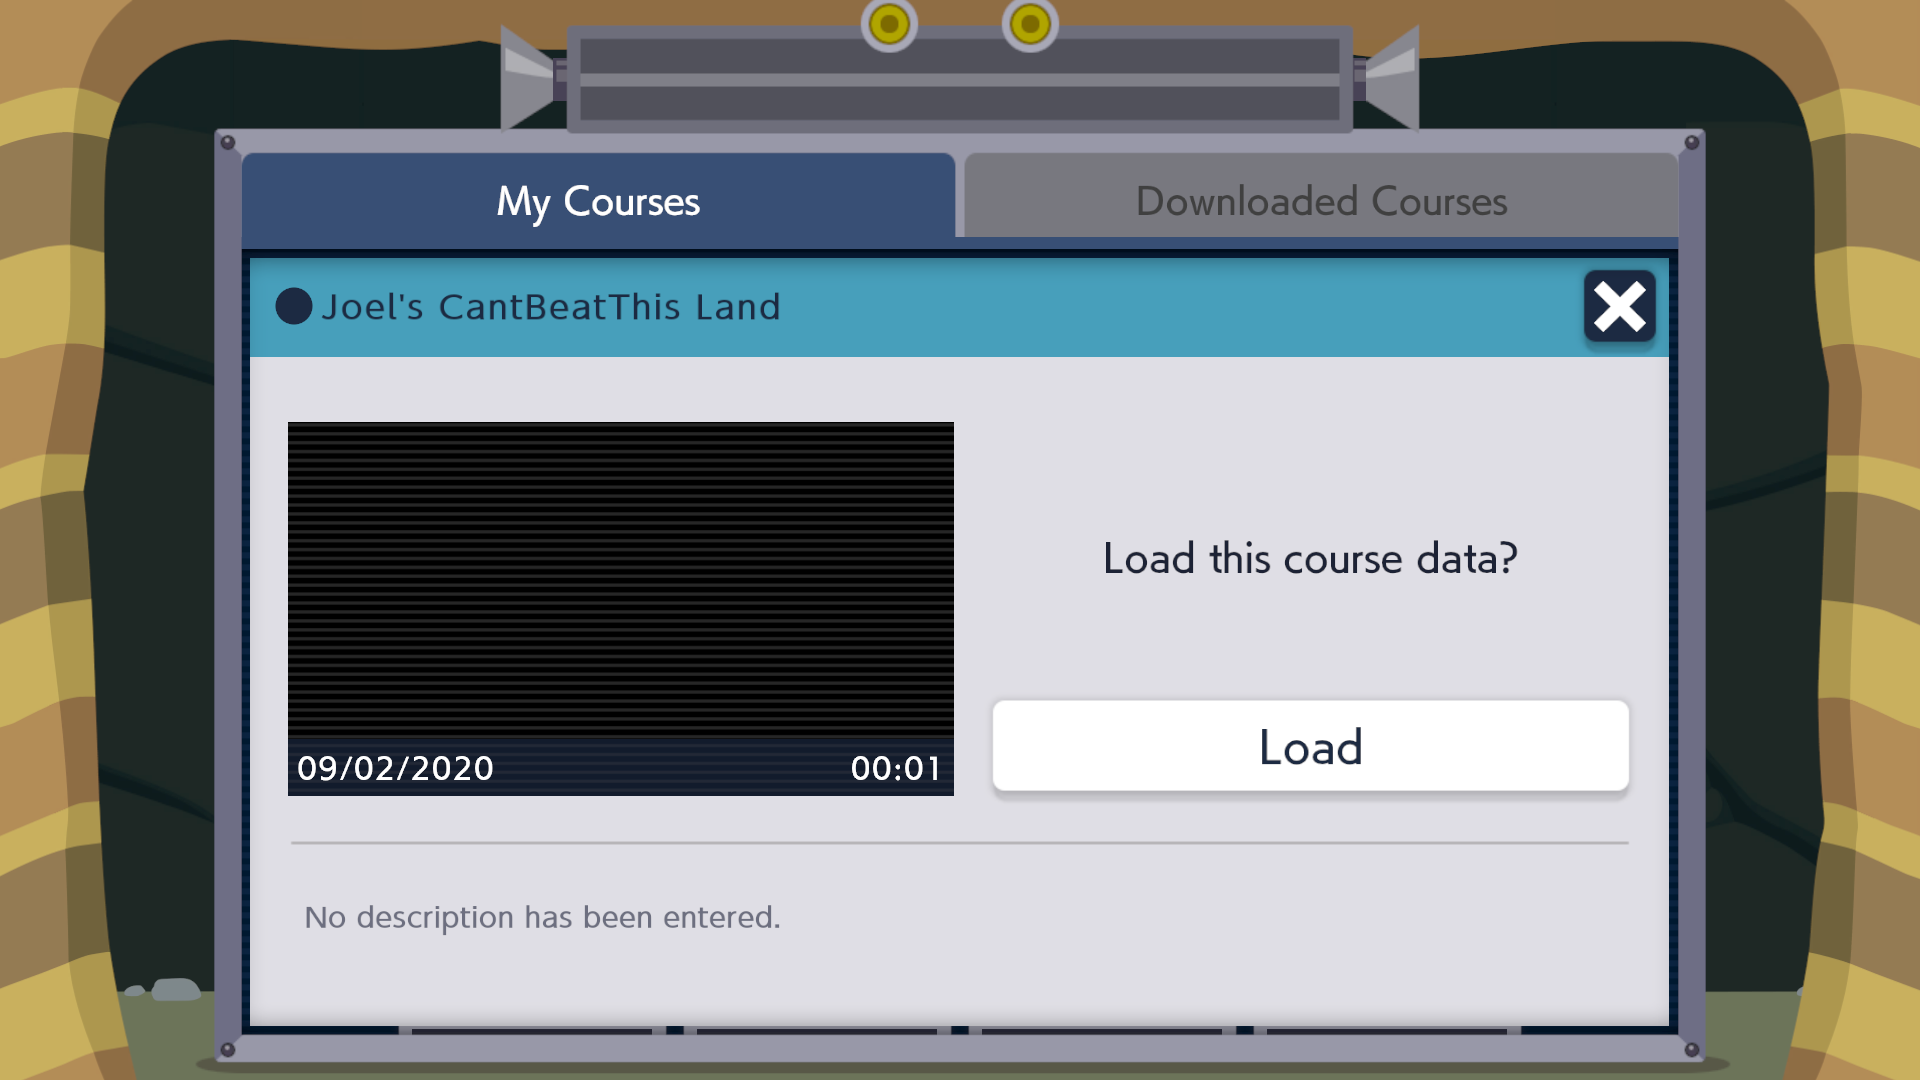 My Courses
Downloaded Courses
Joel's CantBeatThis Land
Load this course data?
Load
09/02/2020
00:01
No description has been entered.